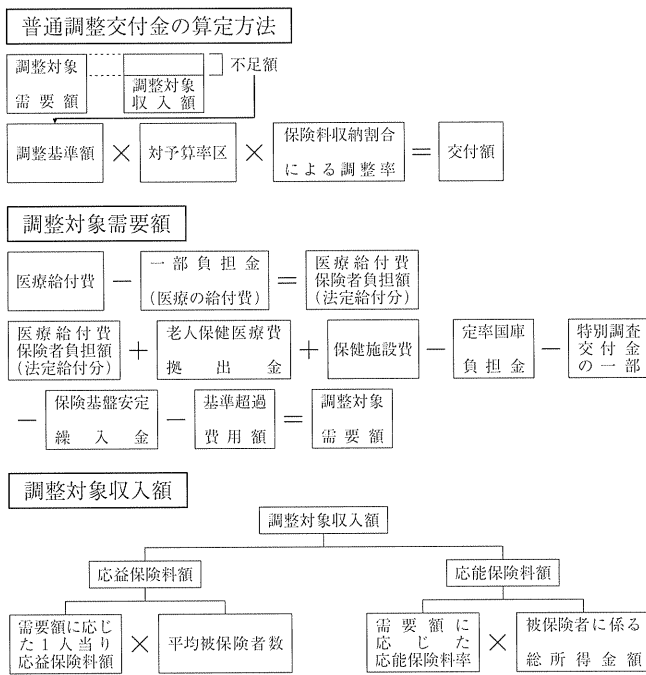 普通調整交付金の算定方法
調整対象
需要額
調整対象
収入額
不足額
調整基準額 × 対予算率区 × 保険料収納割合
による調整率 = 交付額
調整対象需要額
医療給付費 − 一部負担金
(医療の給付費) = 医療給付費
保険者負担額
(法定給付分)
医療給付費
保険者負担額
(法定給付分) + 老人保健医療費
拠出金 + 保健施設費 − 定率国庫
負担金 − 特別調査
交付金
の一部
− 保険基盤安定
繰入金 − 基準超過
費用額 = 調整対象
需要額
調整対象収入額
調整対象収入額
応益保険料額
応能保険料額
需要額に応じ
た1人当り
応益保険料額 × 平均被保険者数
需要額に
応じた
応能保険料率 × 被保険者に係る
総所得金額